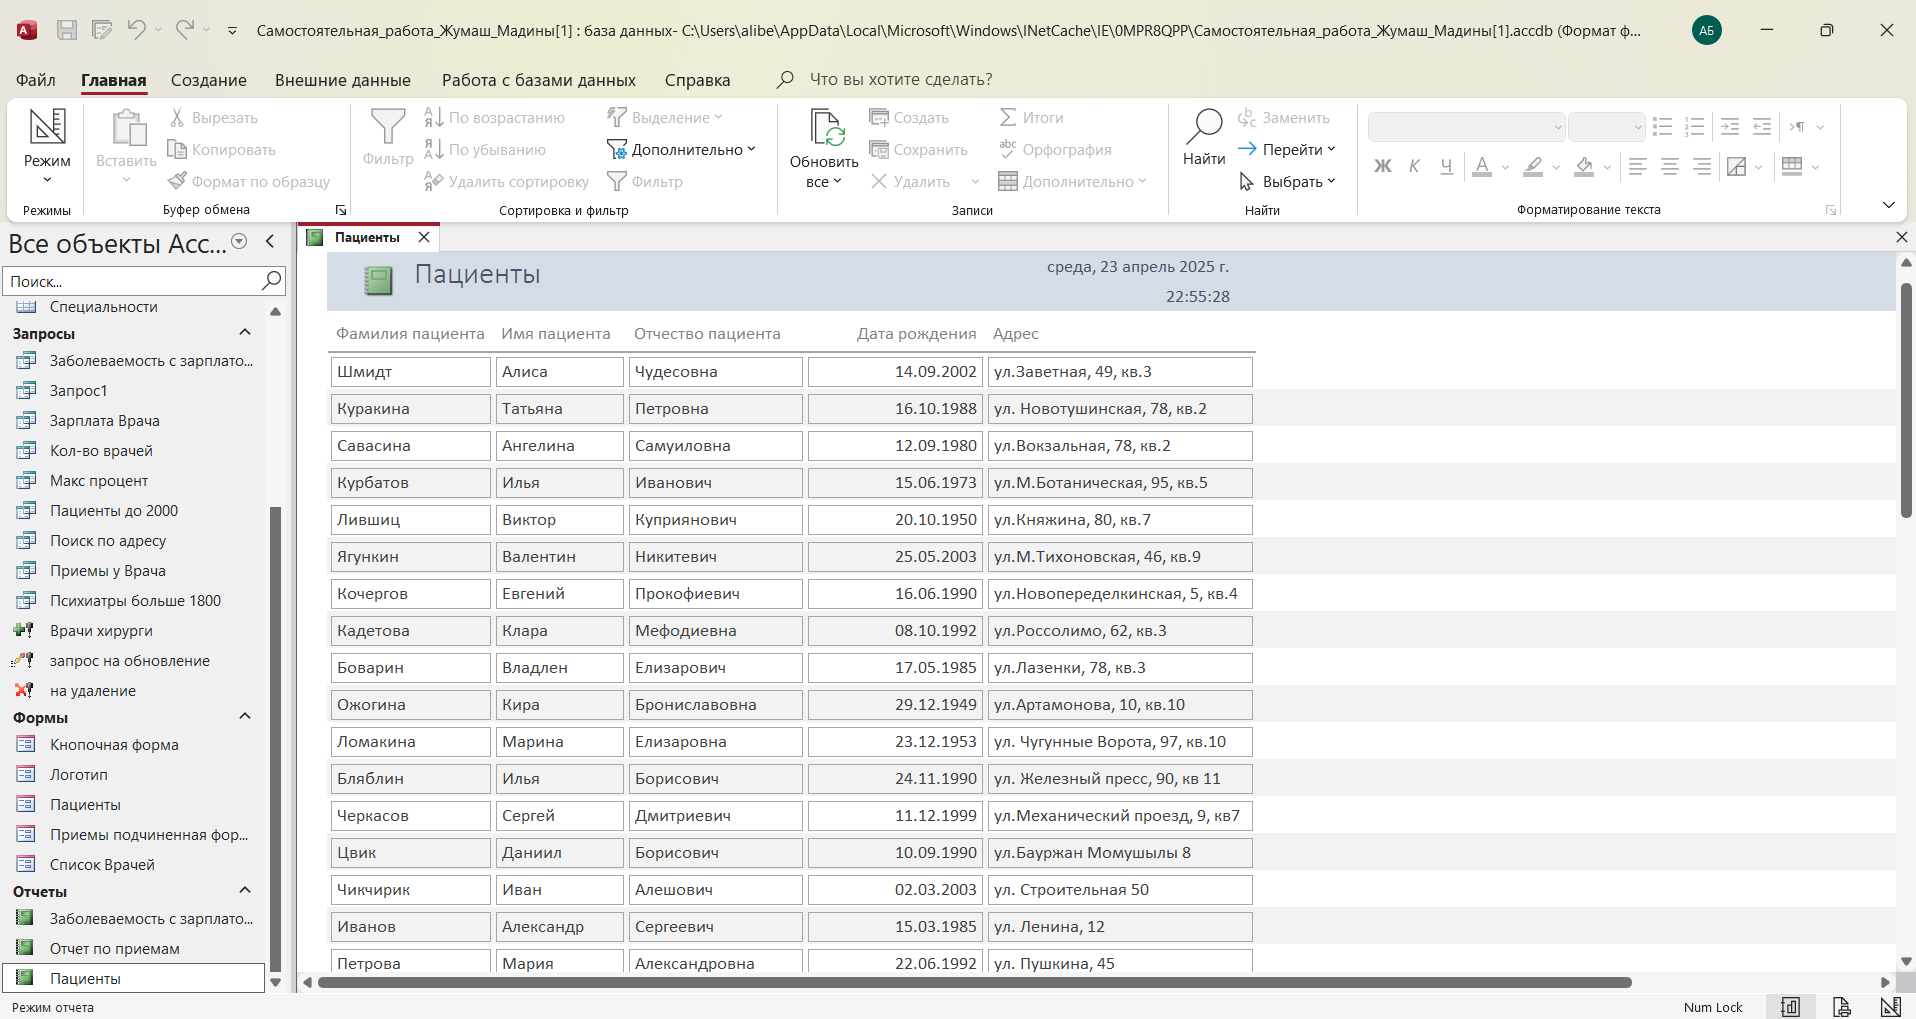 Самостоятельная_работа_Жумаш_Мадины[1] : база данных- C:\Users\alibe\AppData\Local\Microsoft\Windows\INetCache\IE\0MPR8QPP\Самостоятельная_работа_Жумаш_Мадины[1].accdb (Формат ф...
АБ
Файл Главная Создание Внешние данные Работа с базами данных Справка Что вы хотите сделать?
Режим
Режимы
Вставить
Вырезать
Копировать
Формат по образцу
Буфер обмена
Фильтр
По возрастанию
По убыванию
Удалить сортировку
Выделение
Дополнительно
Фильтр
Сортировка и фильтр
Обновить
все
Создать
Сохранить
Удалить
Итоги
Орфография
Дополнительно
Записи
Найти
Заменить
Перейти
Выбрать
Найти
Ж К Ч А
Форматирование текста
Все объекты Acc...
Поиск...
Специальности
Запросы
Заболеваемость с зарплато...
Запрос1
Зарплата Врача
Кол-во врачей
Макс процент
Пациенты до 2000
Поиск по адресу
Приемы у Врача
Психиатры больше 1800
Врачи хирурги
запрос на обновление
на удаление
Формы
Кнопочная форма
Логотип
Пациенты
Приемы подчиненная фор...
Список Врачей
Отчеты
Заболеваемость с зарплато...
Отчет по приемам
Пациенты
Пациенты
Пациенты
среда, 23 апрель 2025 г.
22:55:28
Фамилия пациента Имя пациента Отчество пациента Дата рождения Адрес
Шмидт Алиса Чудесовна 14.09.2002 ул.Заветная, 49, кв.3
Куракина Татьяна Петровна 16.10.1988 ул. Новотушинская, 78, кв.2
Савасина Ангелина Самуиловна 12.09.1980 ул.Вокзальная, 78, кв.2
Курбатов Илья Иванович 15.06.1973 ул.М.Ботаническая, 95, кв.5
Лившиц Виктор Куприянович 20.10.1950 ул.Княжина, 80, кв.7
Ягункин Валентин Никитевич 25.05.2003 ул.М.Тихоновская, 46, кв.9
Кочергов Евгений Прокофиевич 16.06.1990 ул.Новопеределкинская, 5, кв.4
Кадетова Клара Мефодиевна 08.10.1992 ул.Россолимо, 62, кв.3
Боварин Владлен Елизарович 17.05.1985 ул.Лазенки, 78, кв.3
Ожогина Кира Брониславовна 29.12.1949 ул.Артамонова, 10, кв.10
Ломакина Марина Елизаровна 23.12.1953 ул. Чугунные Ворота, 97, кв.10
Бляблин Илья Борисович 24.11.1990 ул. Железный пресс, 90, кв 11
Черкасов Сергей Дмитриевич 11.12.1999 ул.Механический проезд, 9, кв7
Цвик Даниил Борисович 10.09.1990 ул.Бауржан Момушылы 8
Чикчирик Иван Алешович 02.03.2003 ул. Строительная 50
Иванов Александр Сергеевич 15.03.1985 ул. Ленина, 12
Петрова Мария Александровна 22.06.1992 ул. Пушкина, 45
Режим отчета
Num Lock